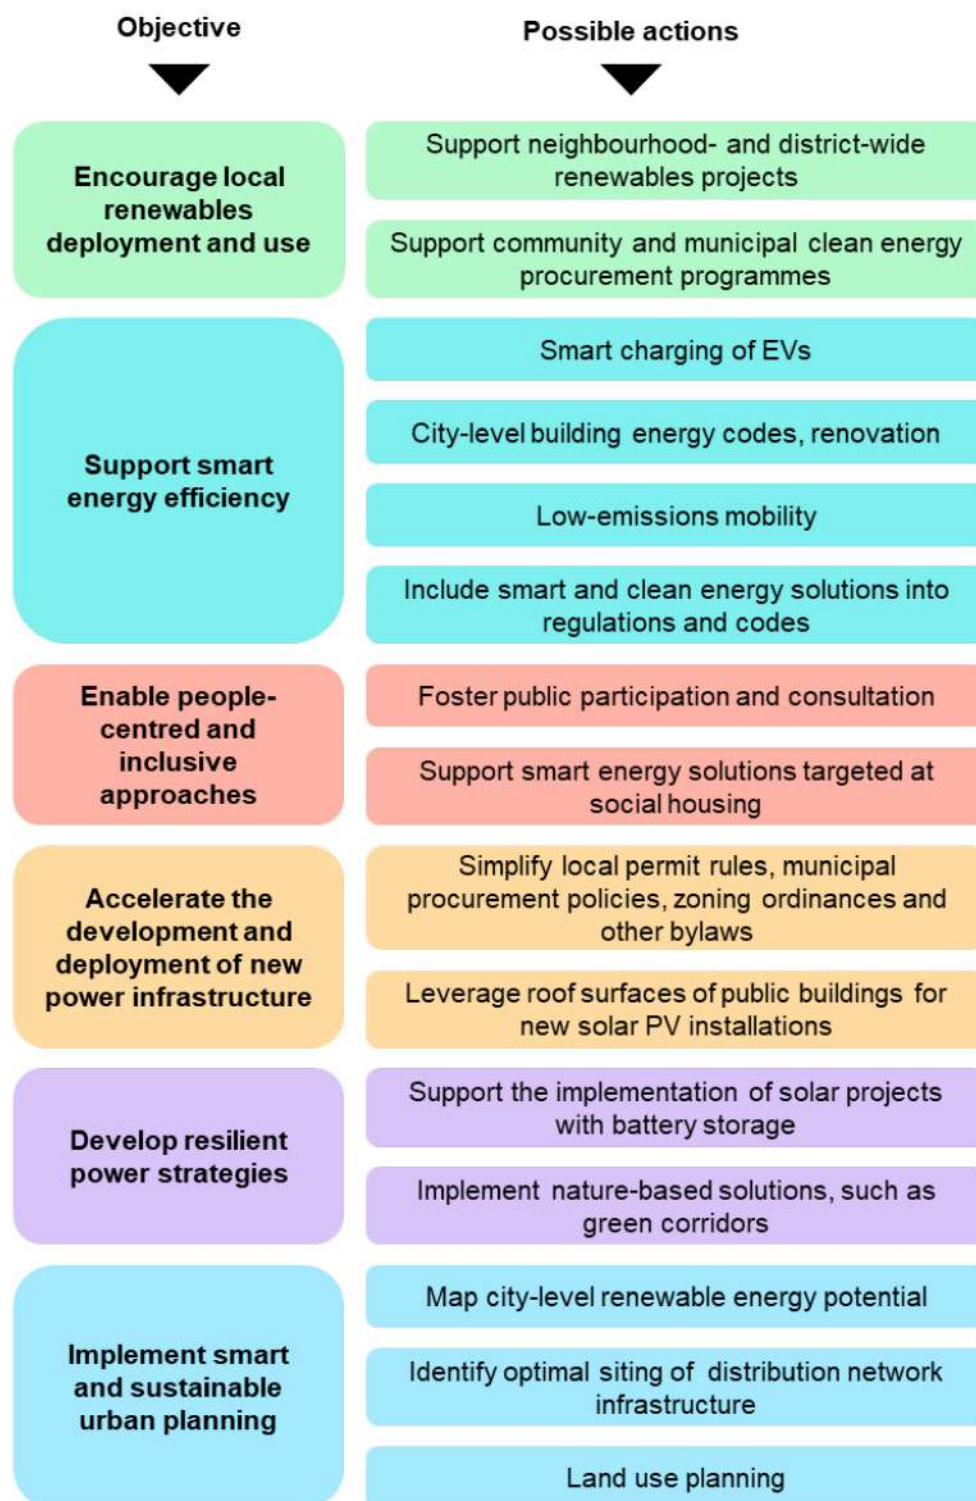 Objective
Possible actions
Encourage local
renewables
deployment and use
Support neighbourhood- and district-wide
renewables projects
Support community and municipal clean energy
procurement programmes
Support smart
energy efficiency
Smart charging of EVs
City-level building energy codes, renovation
Low-emissions mobility
Include smart and clean energy solutions into
regulations and codes
Enable people-
centred and
inclusive
approaches
Foster public participation and consultation
Support smart energy solutions targeted at
social housing
Accelerate the
development and
deployment of new
power infrastructure
Simplify local permit rules, municipal
procurement policies, zoning ordinances and
other bylaws
Leverage roof surfaces of public buildings for
new solar PV installations
Develop resilient
power strategies
Support the implementation of solar projects
with battery storage
Implement nature-based solutions, such as
green corridors
Implement smart
and sustainable
urban planning
Map city-level renewable energy potential
Identify optimal siting of distribution network
infrastructure
Land use planning